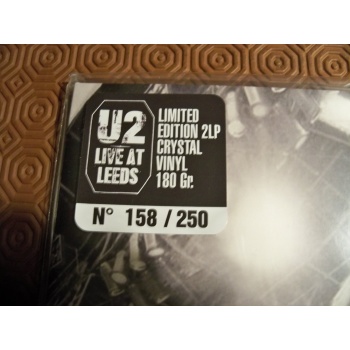 U2
LIVE AT
LEEDS
LIMITED
EDITION 2LP
CRYSTAL
VINYL
180 Gr.
N° 158 / 250